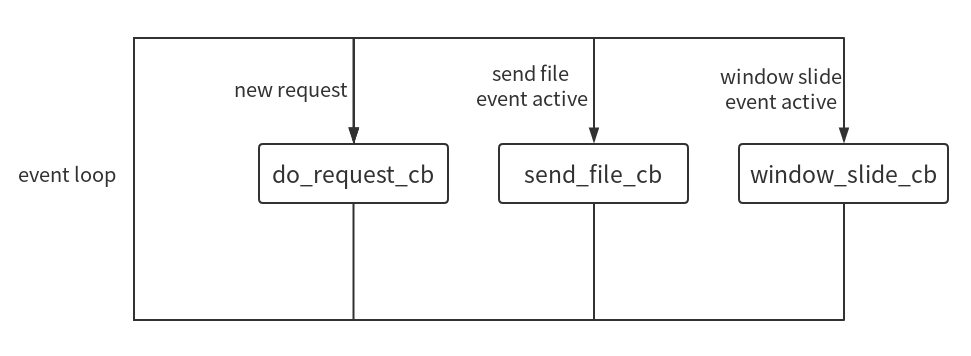 new request
send file
event active
window slide
event active
event loop
do_request_cb
send_file_cb
window_slide_cb